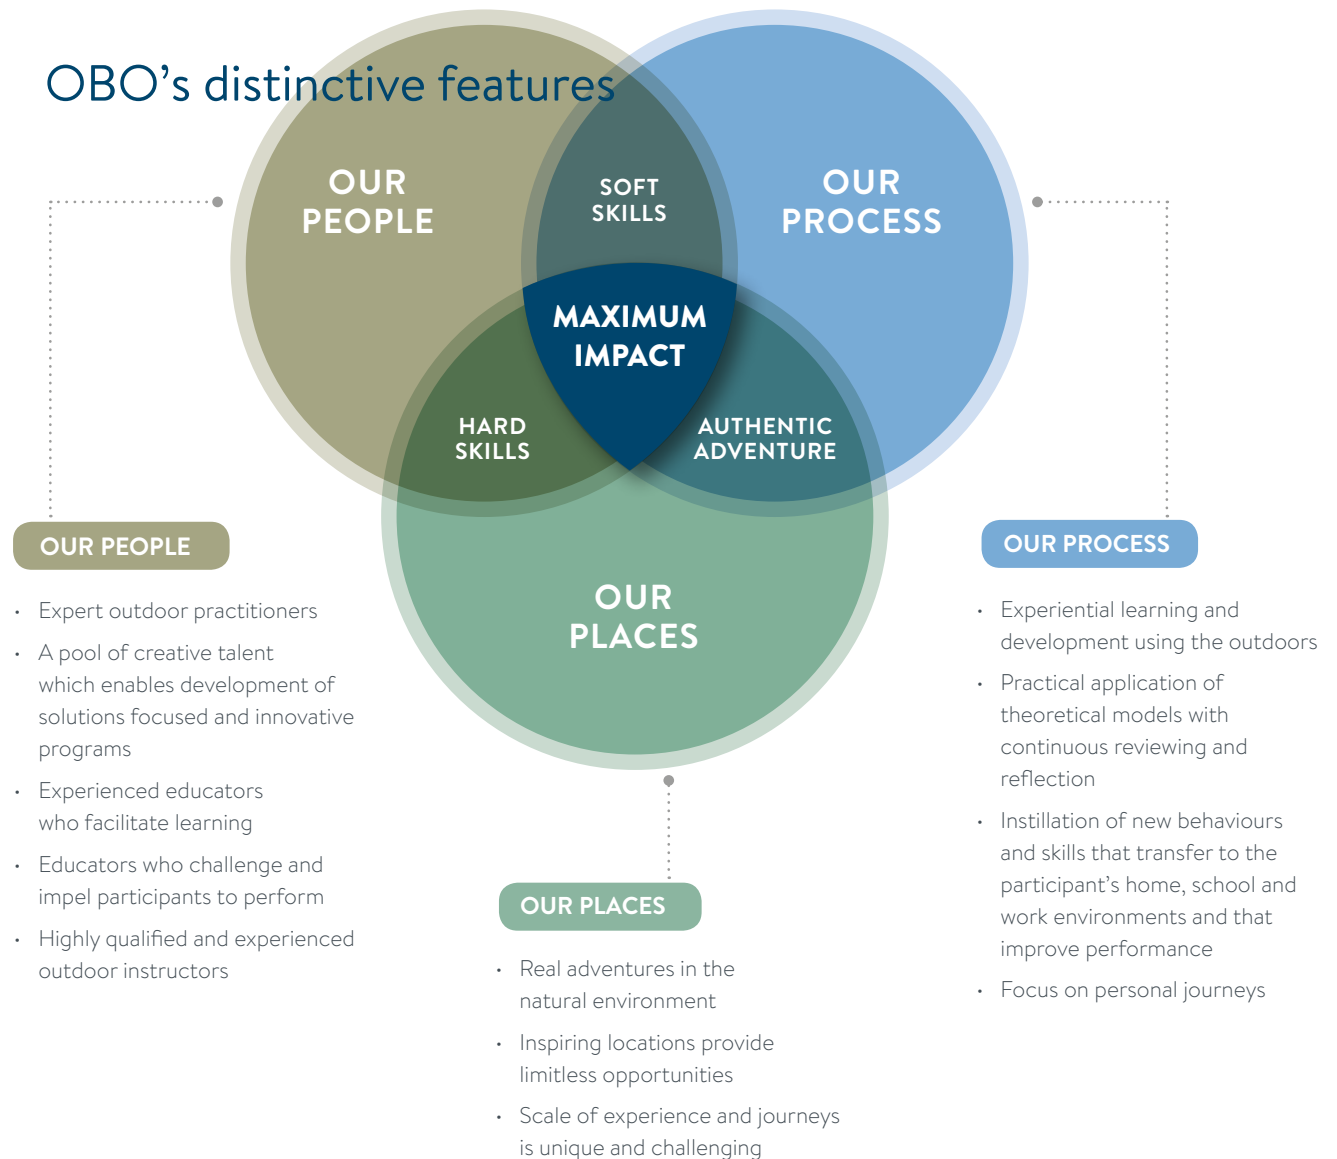 OBO's distinctive features
OUR
PEOPLE
SOFT
SKILLS
OUR
PROCESS
MAXIMUM
IMPACT
HARD
SKILLS
AUTHENTIC
ADVENTURE
OUR
PLACES
OUR PEOPLE
• Expert outdoor practitioners
• A pool of creative talent
which enables development of
solutions focused and innovative
programs
• Experienced educators
who facilitate learning
• Educators who challenge and
impel participants to perform
• Highly qualified and experienced
outdoor instructors
OUR PLACES
• Real adventures in the
natural environment
• Inspiring locations provide
limitless opportunities
• Scale of experience and journeys
is unique and challenging
OUR PROCESS
• Experiential learning and
development using the outdoors
• Practical application of
theoretical models with
continuous reviewing and
reflection
• Instillation of new behaviours
and skills that transfer to the
participant's home, school and
work environments and that
improve performance
• Focus on personal journeys